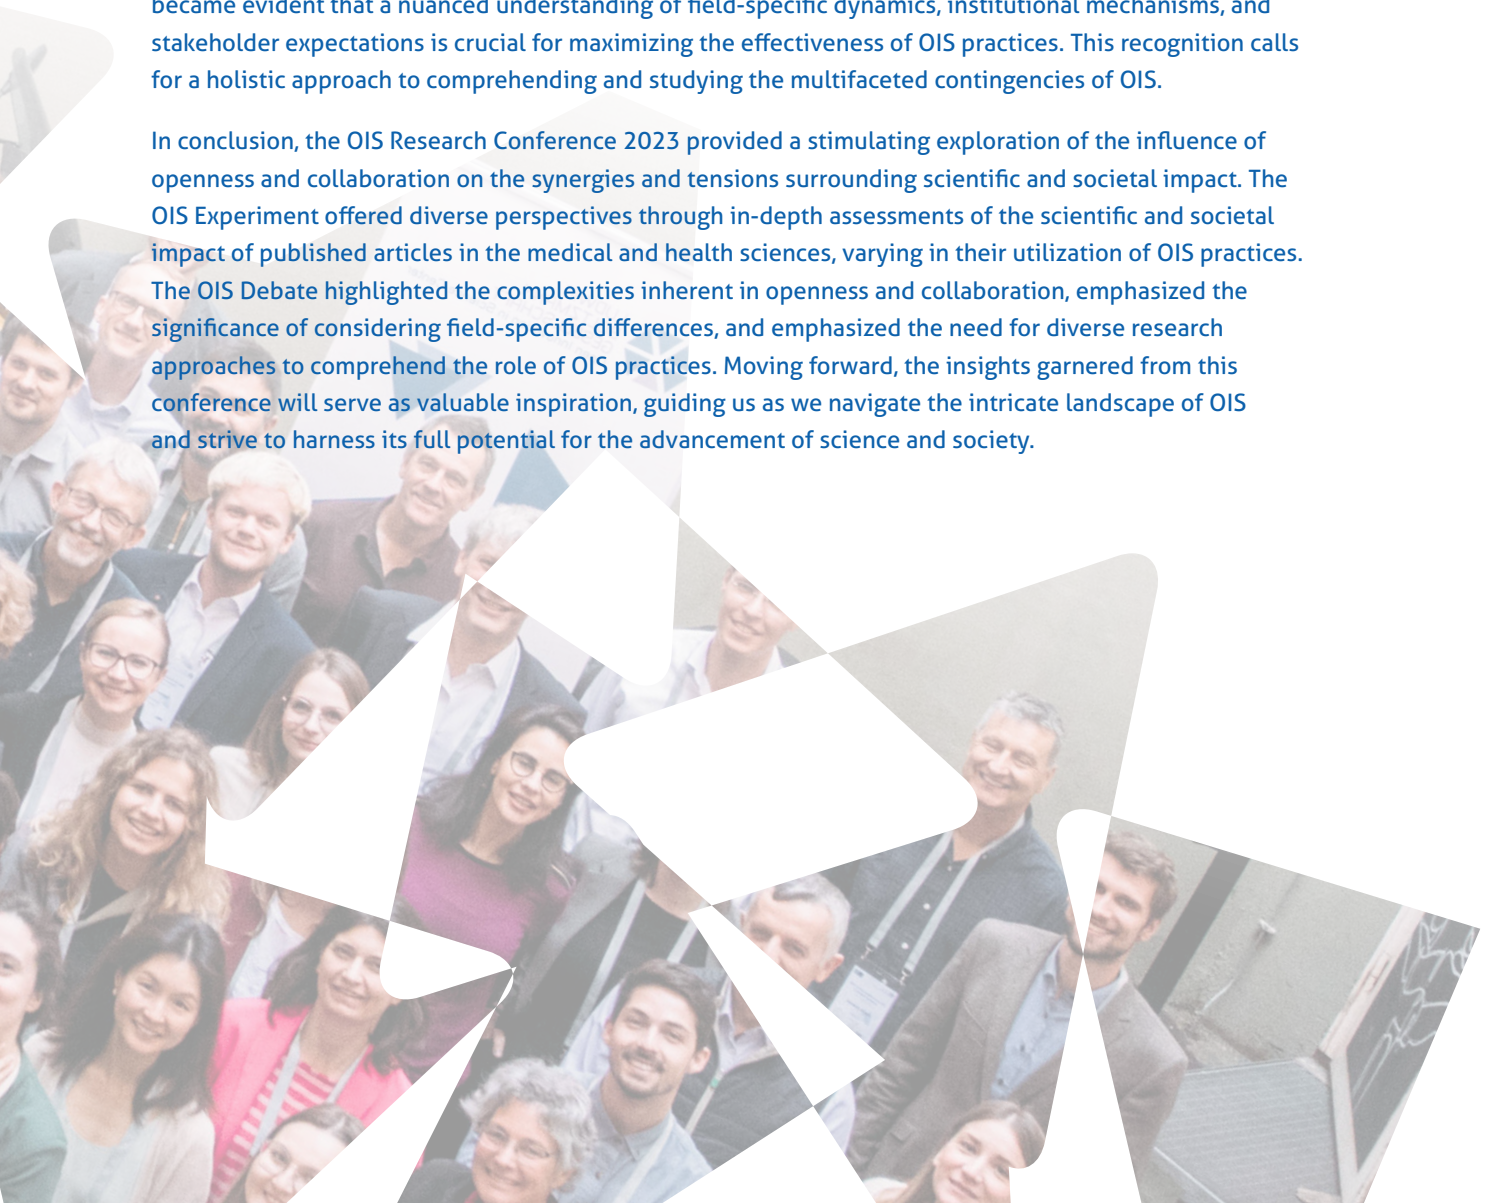 became evident that a nuanced understanding of field-specific dynamics, institutional mechanisms, and
stakeholder expectations is crucial for maximizing the effectiveness of OIS practices. This recognition calls
for a holistic approach to comprehending and studying the multifaceted contingencies of OIS.
In conclusion, the OIS Research Conference 2023 provided a stimulating exploration of the influence of
openness and collaboration on the synergies and tensions surrounding scientific and societal impact. The
OIS Experiment offered diverse perspectives through in-depth assessments of the scientific and societal
impact of published articles in the medical and health sciences, varying in their utilization of OIS practices.
The OIS Debate highlighted the complexities inherent in openness and collaboration, emphasized the
significance of considering field-specific differences, and emphasized the need for diverse research
approaches to comprehend the role of OIS practices. Moving forward, the insights garnered from this
conference will serve as valuable inspiration, guiding us as we navigate the intricate landscape of OIS
and strive to harness its full potential for the advancement of science and society.